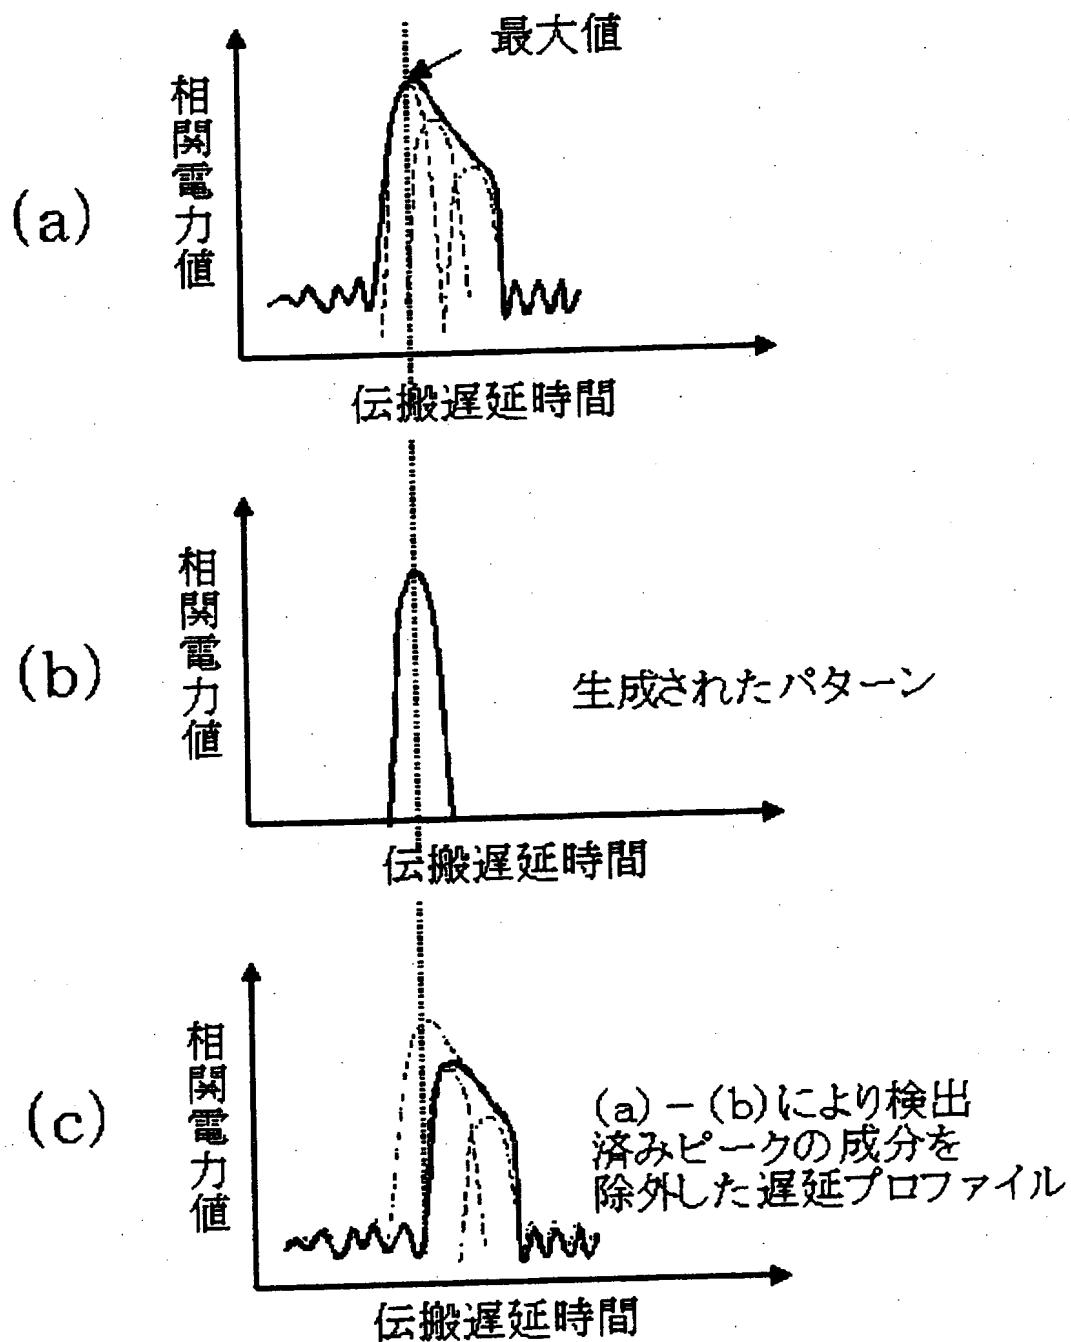 最大値
相関電力値
(a)
伝搬遅延時間
相関電力値
(b)
生成されたパターン
伝搬遅延時間
相関電力値
(c)
(a)－(b)により検出
済みピークの成分を
除外した遅延プロファイル
伝搬遅延時間